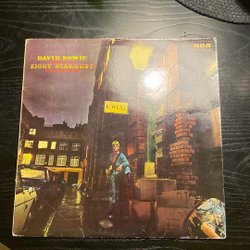 DAVID BOWIE
ZIGGY STARDUST
RCA
K.WEST